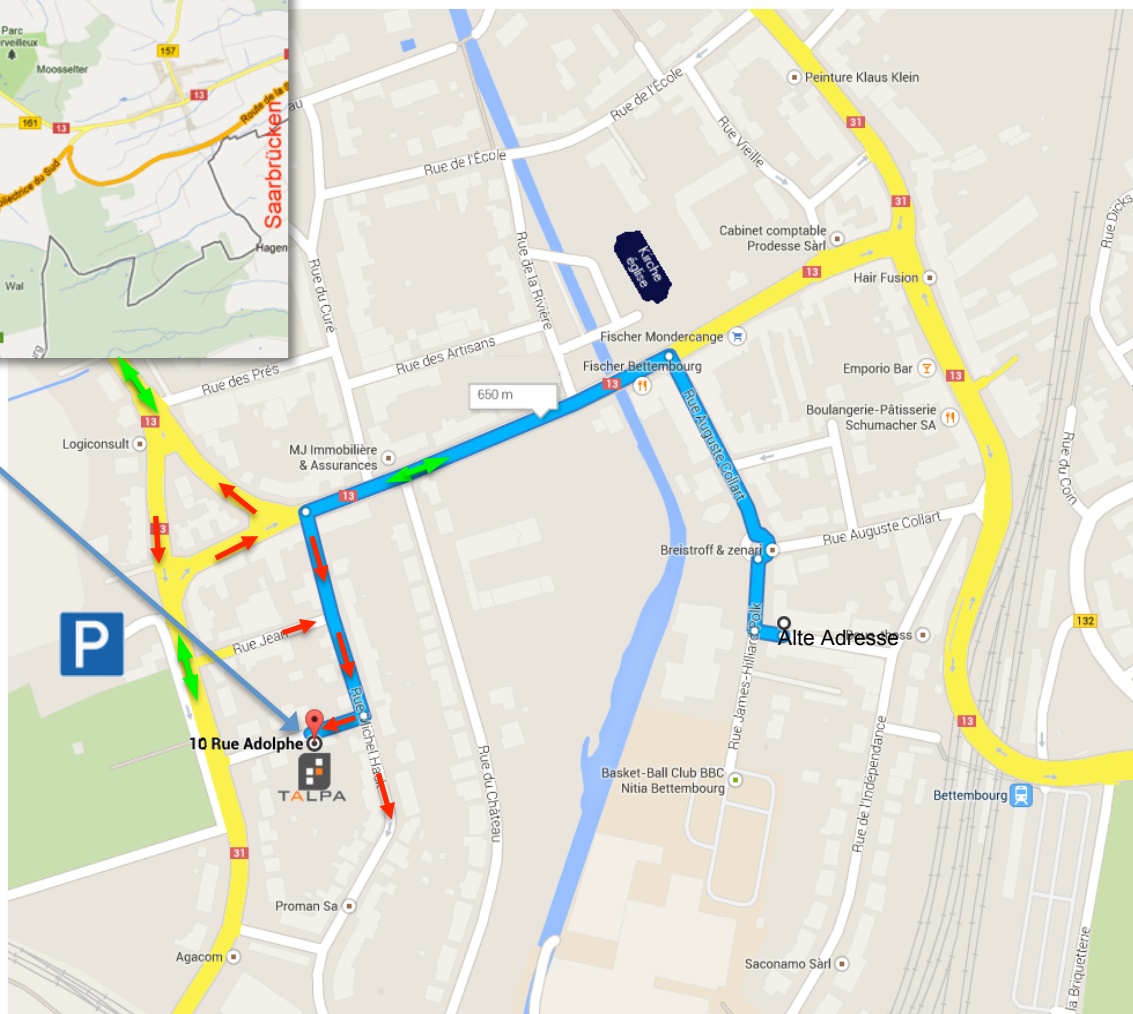 Parc
rveilleux
Moosselter
157
13
161
13
Route de la S
ollectrice du Sud
Saarbrücken
Hagen
Wal
au
Rue de l'École
Rue de l'École
Peinture Klaus Klein
31
Rue Vieille
31
Rue Dicks
Cabinet comptable
Prodesse Sàrl
Kirche
église
13
Hair Fusion
Rue du Curé
Rue de la Rivière
Fischer Mondercange
Rue des Artisans
Fischer Bettembourg
13
Emporio Bar
13
Rue des Prés
650 m
Boulangerie-Pâtisserie
Schumacher SA
13
Logiconsult
MJ Immobilière
& Assurances
Rue Auguste Collart
13
Rue du Coin
Rue Auguste Collart
Breistroff & zenari
P
Rue Jean
Alte Adresse
132
Rue James-Hilliard Polk
10 Rue Adolphe
Rue Michel Hack
TALPA
13
Rue du Château
Rue de l'Indépendance
Basket-Ball Club BBC
Nitia Bettembourg
Bettembourg
31
Proman Sa
Agacom
Saconamo Sàrl
la Briquetterie